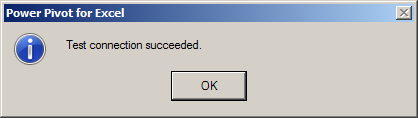 Power Pivot for Excel
Test connection succeeded.
OK